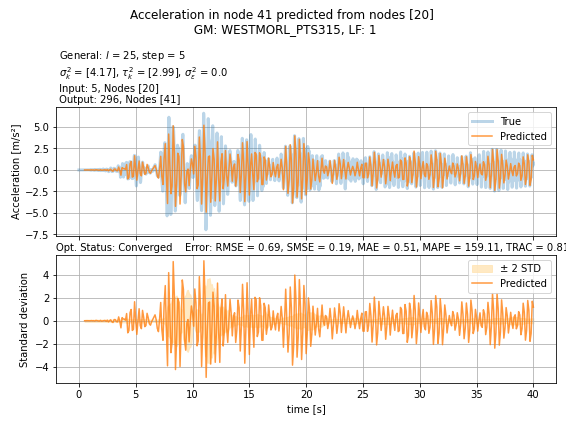 Acceleration in node 41 predicted from nodes [20]
GM: WESTMORL_PTS315, LF: 1
General: l = 25, step = 5
σ²ₖ = [4.17], τ²ₖ = [2.99], σ²ₑ = 0.0
Input: 5, Nodes [20]
Output: 296, Nodes [41]
Acceleration [m/s²]
5.0
2.5
0.0
−2.5
−5.0
−7.5
True
Predicted
Opt. Status: Converged Error: RMSE = 0.69, SMSE = 0.19, MAE = 0.51, MAPE = 159.11, TRAC = 0.81
Standard deviation
4
2
0
−2
−4
± 2 STD
Predicted
0 5 10 15 20 25 30 35 40
time [s]